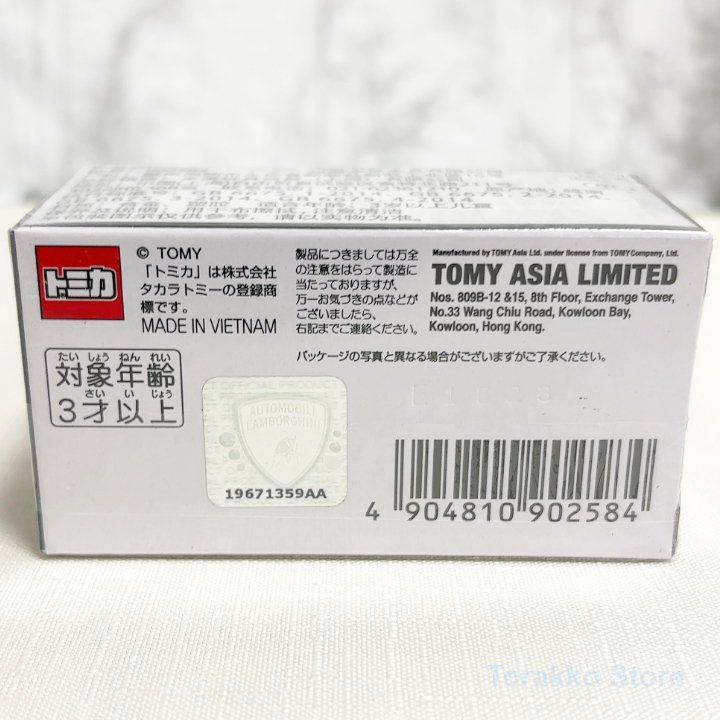 © TOMY
「トミカ」は株式会社
タカラトミーの登録商
標です。
MADE IN VIETNAM
トミカ
たい しょう ねん れい
対象年齢
さい い じょう
3才以上
製品につきましては万全
の注意をはらって製造に
当たっておりますが、
万一お気づきの点などが
ございましたら、
右記までご連絡ください。
パッケージの写真と異なる場合がございますがご了承ください。
Manufactured by TOMY Asia Ltd. under license from TOMY Company, Ltd.
TOMY ASIA LIMITED
Nos. 809B-12 &15, 8th Floor, Exchange Tower,
No.33 Wang Chiu Road, Kowloon Bay,
Kowloon, Hong Kong.
OFFICIAL PRODUCT
AUTOMOBILI
LAMBORGHINI
19671359AA
4 904810 902584
Torakko Store